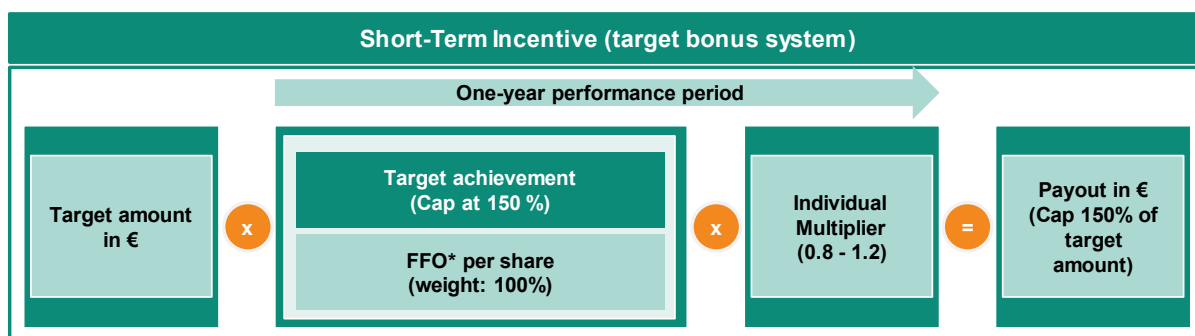 Short-Term Incentive (target bonus system)
One-year performance period
Target amount
in €
x
Target achievement
(Cap at 150 %)
FFO* per share
(weight: 100%)
x
Individual
Multiplier
(0.8 - 1.2)
=
Payout in €
(Cap 150% of
target
amount)